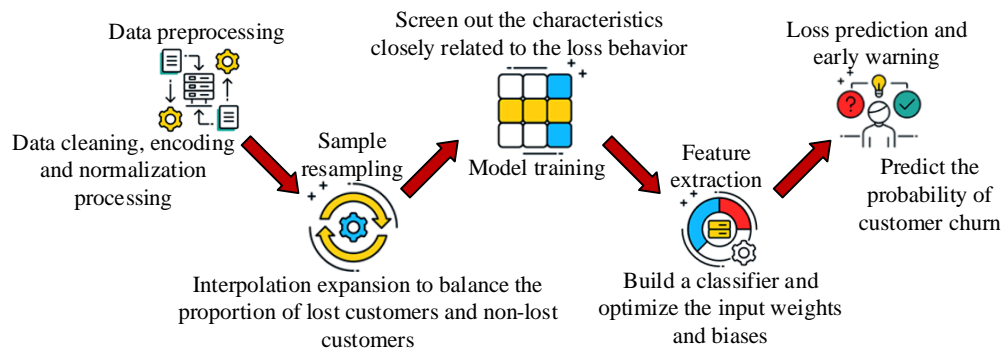 Data preprocessing
Data cleaning, encoding
and normalization
processing
Sample
resampling
Interpolation expansion to balance the
proportion of lost customers and non-lost
customers
Screen out the characteristics
closely related to the loss behavior
Model training
Feature
extraction
Build a classifier and
optimize the input weights
and biases
Loss prediction and
early warning
?
Predict the
probability of
customer churn